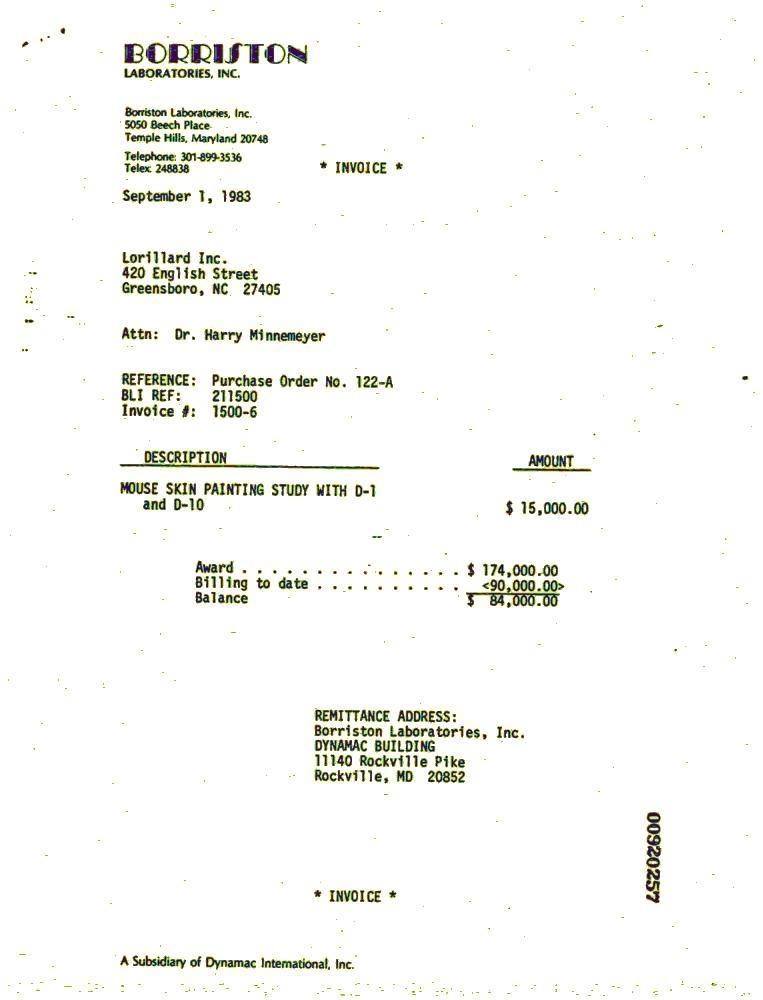 BORRISTON
LABORATORIES, INC.
Borriston Laboratories, Inc.
5050 Beech Place
Temple Hills, Maryland 20748
Telephone: 301-899-3536
Telex: 248838
* INVOICE *
September 1, 1983
Lorillard Inc.
420 English Street
Greensboro, NC 27405
Attn: Dr. Harry Minnemeyer
REFERENCE: Purchase Order No. 122-A
BLI REF: 211500
Invoice #: 1500-6
DESCRIPTION AMOUNT
MOUSE SKIN PAINTING STUDY WITH D-1
and D-10 $ 15,000.00
Award . . . . . . . . . . . . . . . $ 174,000.00
Billing to date . . . . . . . . . . <90,000.00>
Balance $ 84,000.00
REMITTANCE ADDRESS:
Borriston Laboratories, Inc.
DYNAMAC BUILDING
11140 Rockville Pike
Rockville, MD 20852
00920257
* INVOICE *
A Subsidiary of Dynamac International, Inc.